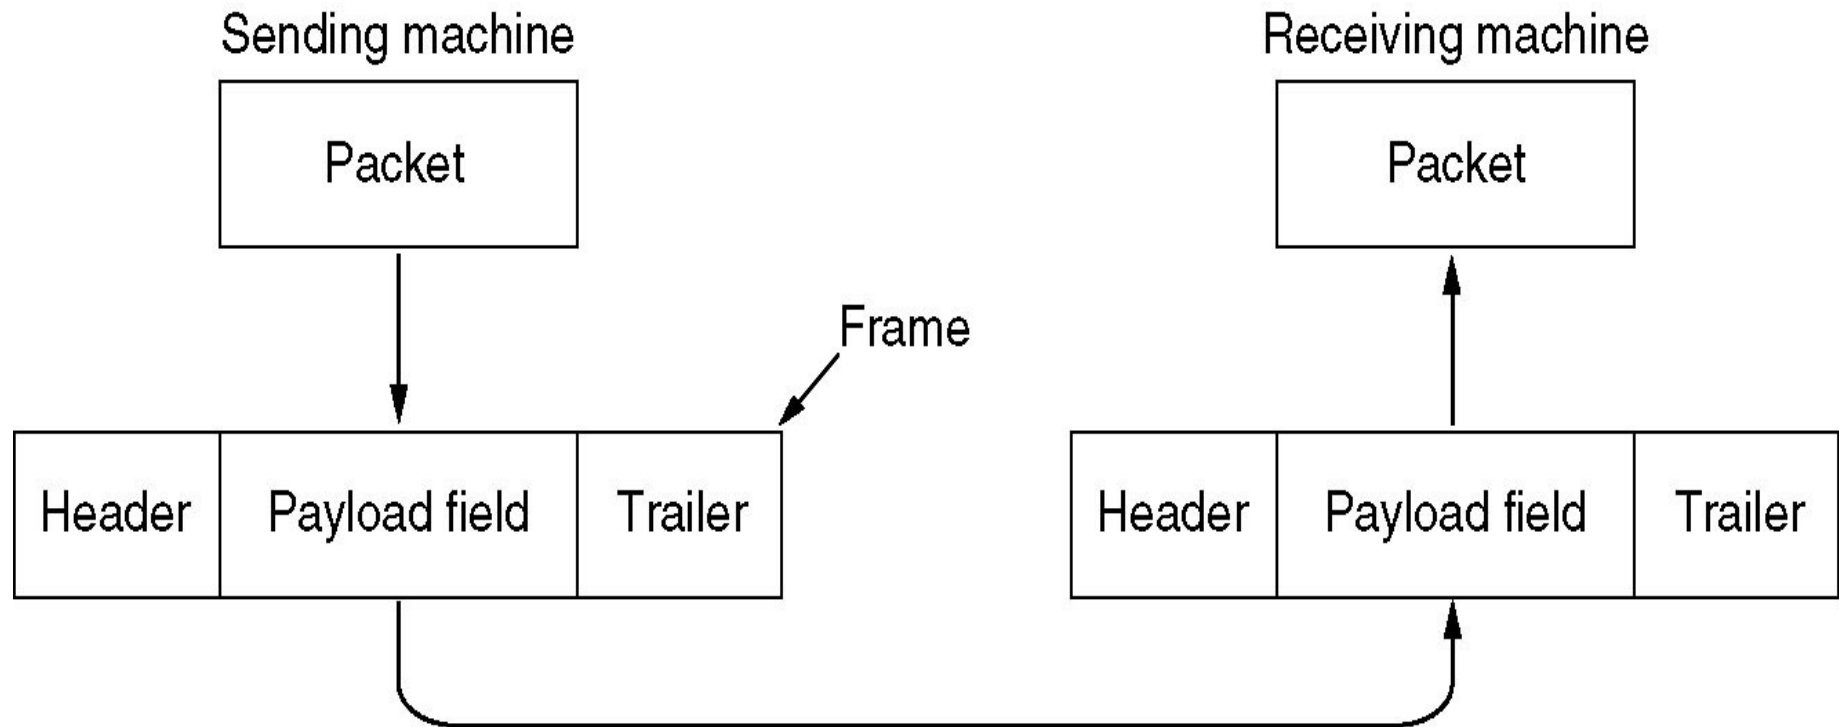 Sending machine
Receiving machine
Packet
Packet
Frame
Header
Payload field
Trailer
Header
Payload field
Trailer